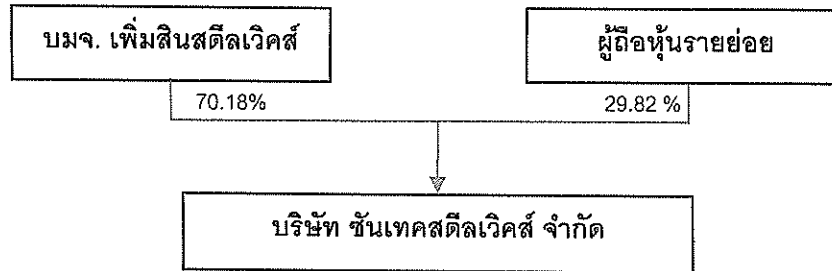 บมจ. เพิ่มสินสตีลเวิคส์
ผู้ถือหุ้นรายย่อย
70.18%
29.82 %
บริษัท ซันเทคสตีลเวิคส์ จำกัด